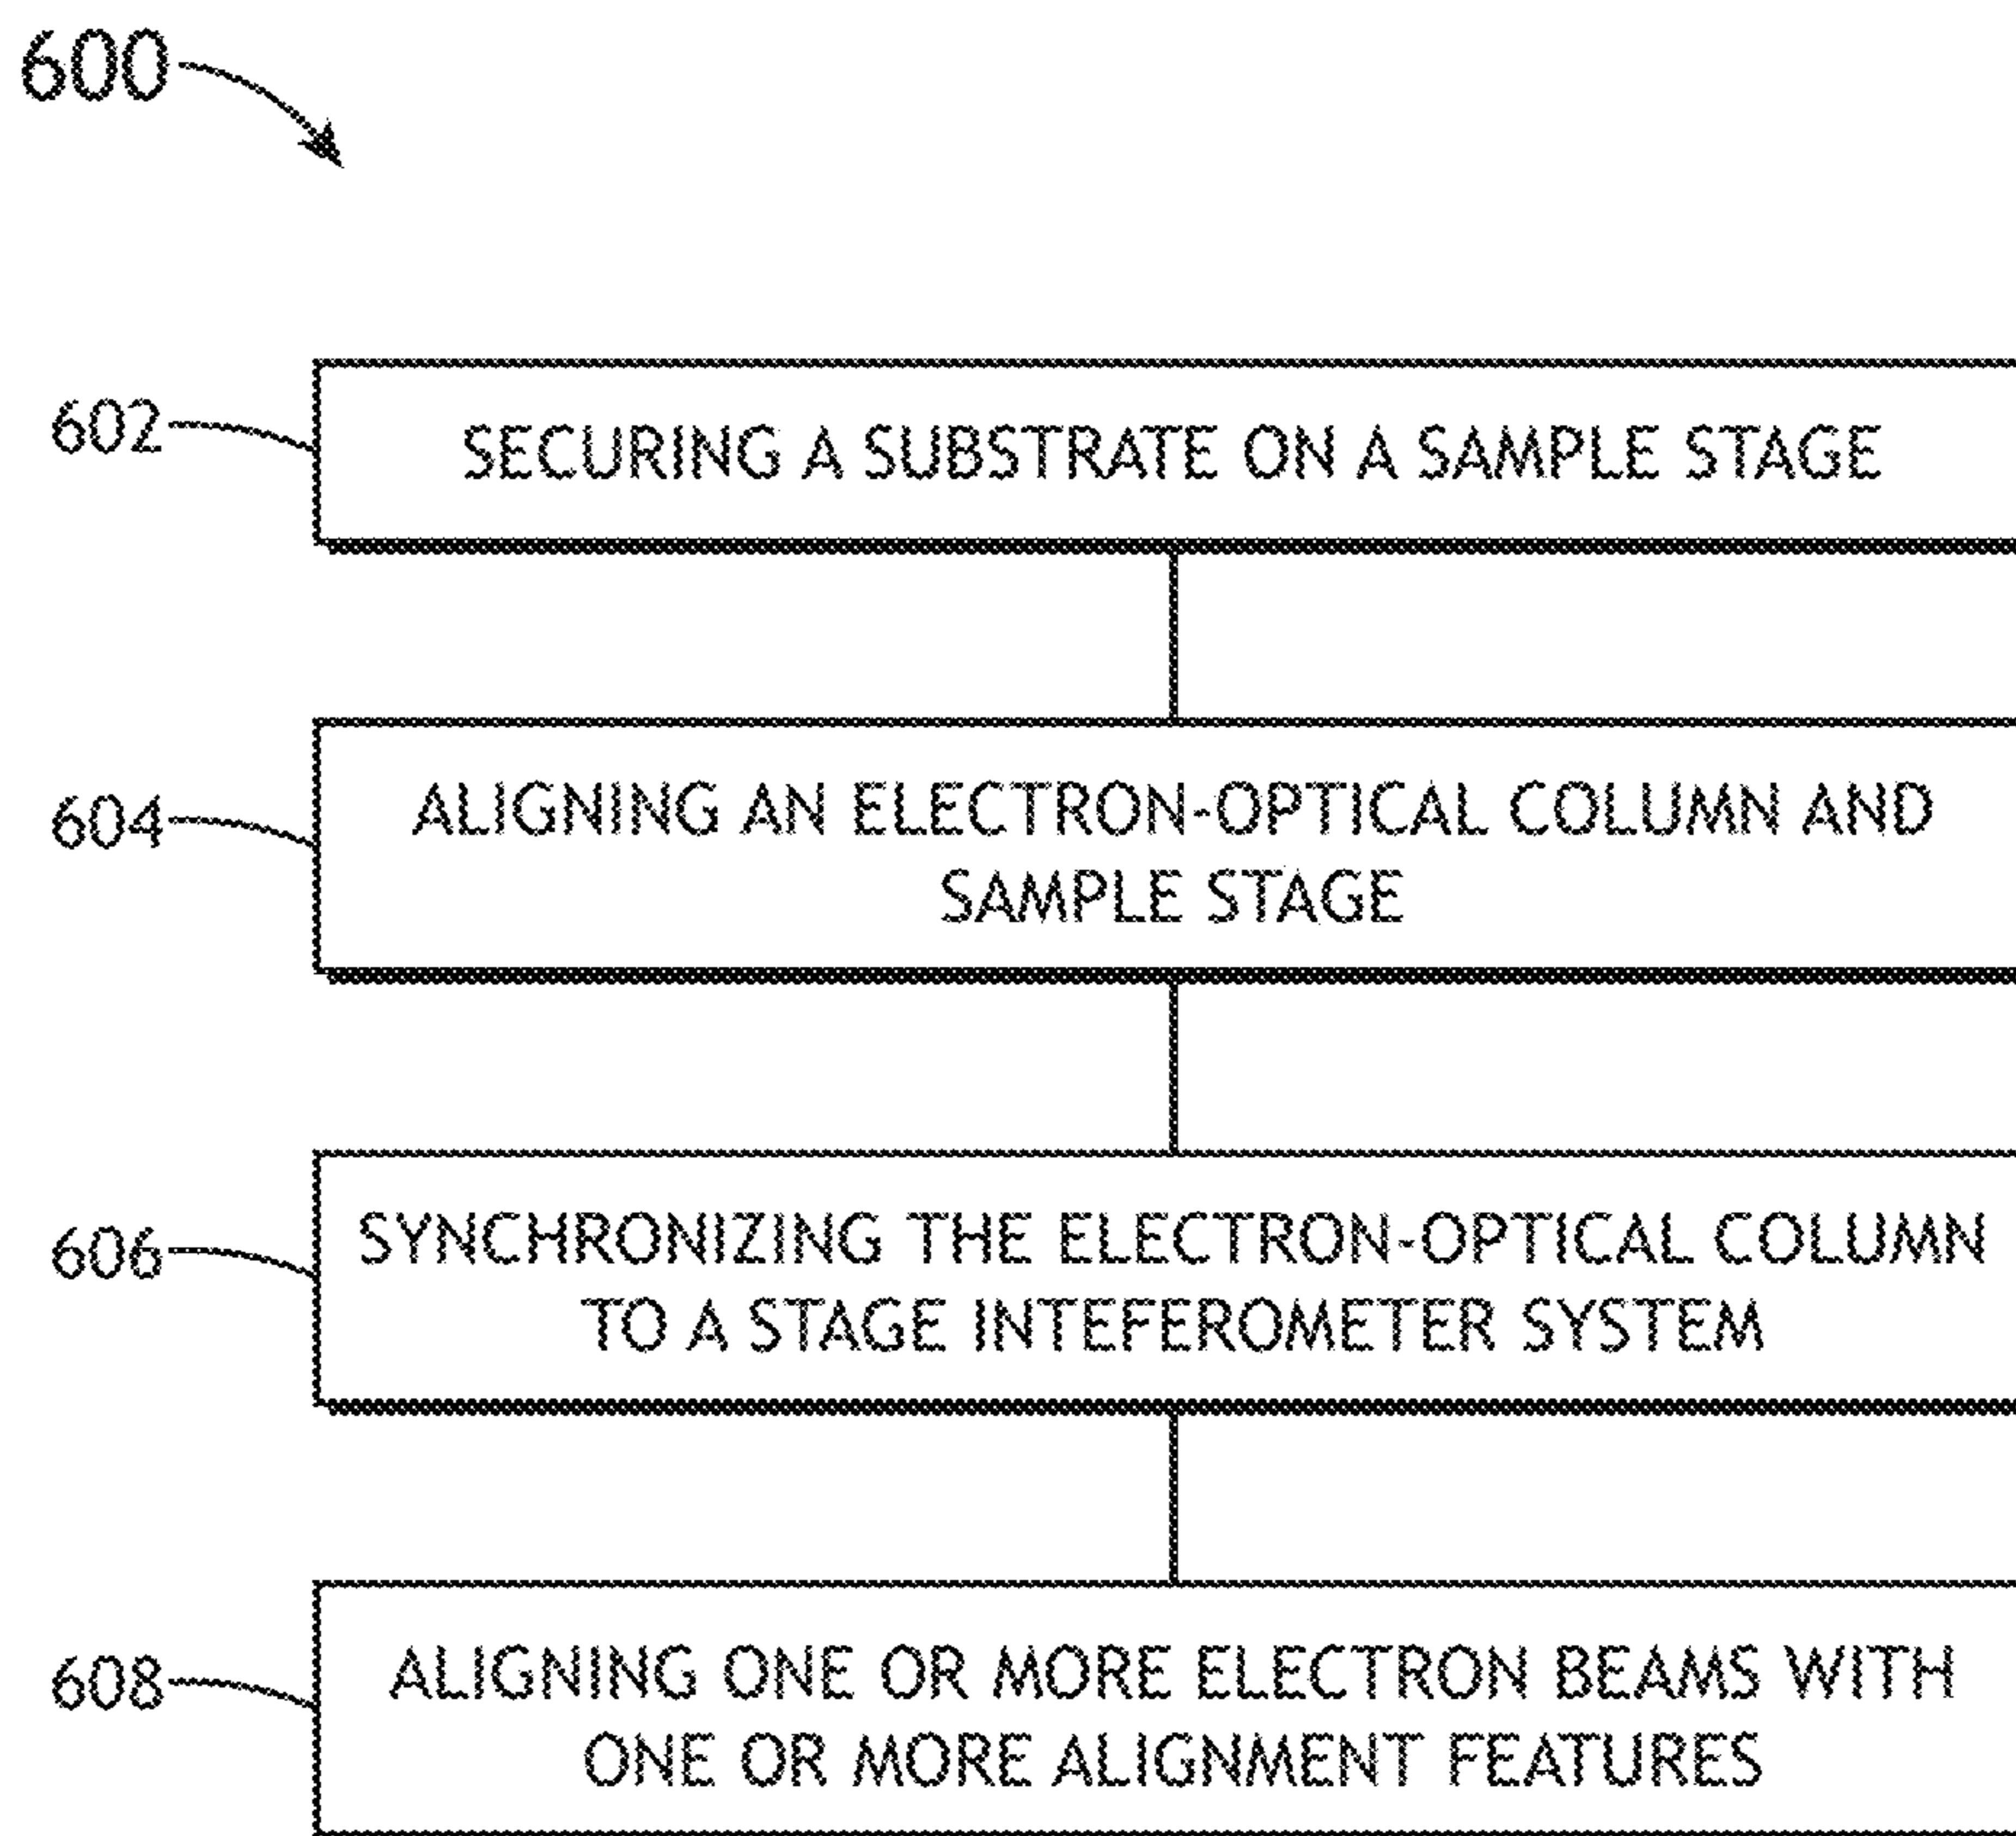 600
602
SECURING A SUBSTRATE ON A SAMPLE STAGE
604
ALIGNING AN ELECTRON-OPTICAL COLUMN AND
SAMPLE STAGE
606
SYNCHRONIZING THE ELECTRON-OPTICAL COLUMN
TO A STAGE INTEFEROMETER SYSTEM
608
ALIGNING ONE OR MORE ELECTRON BEAMS WITH
ONE OR MORE ALIGNMENT FEATURES